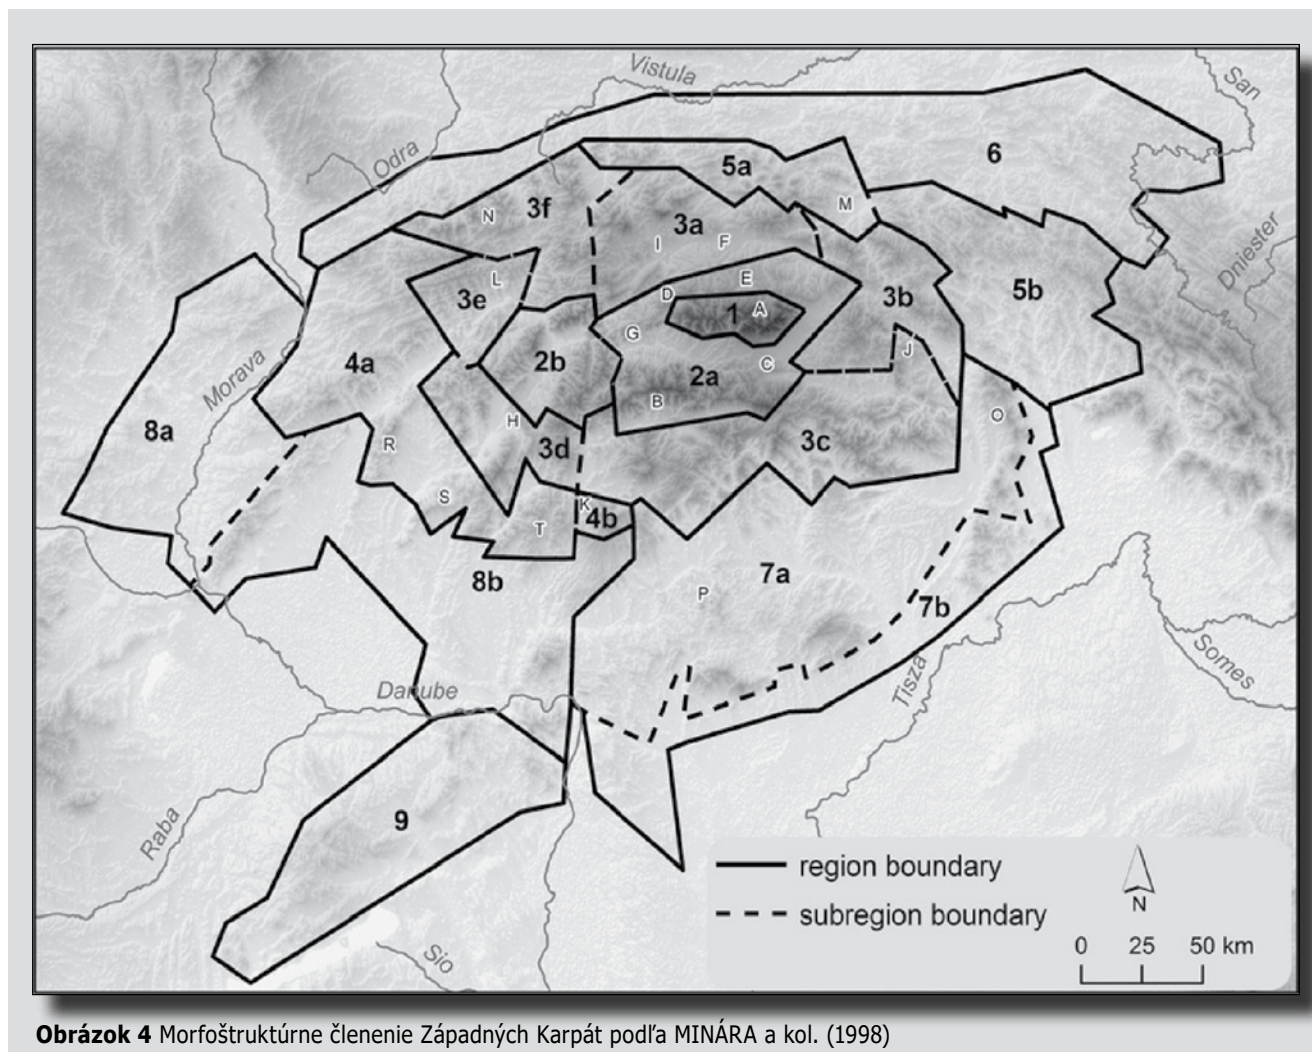 Vistula
San
Odra
6
5a
M
N
3f
3a
I
F
Dniester
L
E
3e
D
3b
5b
1
A
G
J
Morava
4a
2b
C
2a
B
O
8a
H
R
3d
3c
S
K
4b
T
8b
7a
P
7b
Danube
Tisza
Somes
Raba
9
Sio
region boundary
subregion boundary
N
0 25 50 km
Obrázok 4 Morfoštruktúrne členenie Západných Karpát podľa MINÁRA a kol. (1998)